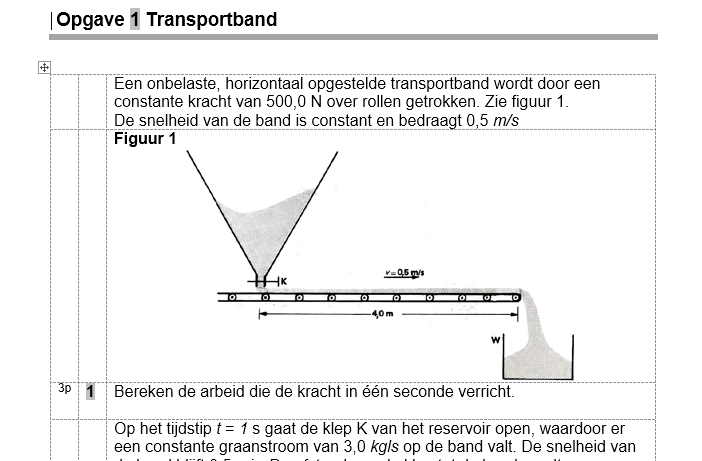 Opgave 1 Transportband
Een onbelaste, horizontaal opgestelde transportband wordt door een
constante kracht van 500,0 N over rollen getrokken. Zie figuur 1.
De snelheid van de band is constant en bedraagt 0,5 m/s
Figuur 1
K
v=0,5 m/s
4,0 m
W
3p 1 Bereken de arbeid die de kracht in één seconde verricht.
Op het tijdstip t = 1 s gaat de klep K van het reservoir open, waardoor er
een constante graanstroom van 3,0 kgls op de band valt. De snelheid van